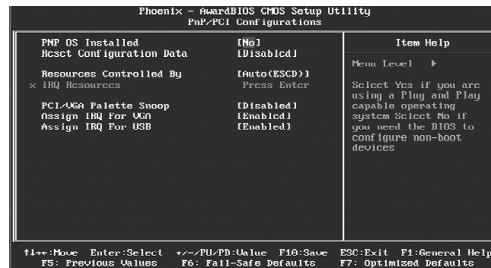 Phoenix - AwardBIOS CMOS Setup Utility
PnP/PCI Configurations
PNP OS Installed [No]
Reset Configuration Data [Disabled]
Resources Controlled By [Auto(ESCD)]
x IRQ Resources Press Enter
PCI/VGA Palette Snoop [Disabled]
Assign IRQ For VGA [Enabled]
Assign IRQ For USB [Enabled]
Item Help
Menu Level ▶
Select Yes if you are
using a Plug and Play
capable operating
system Select No if
you need the BIOS to
configure non-boot
devices
↑↓→←:Move Enter:Select +/-/PU/PD:Value F10:Save ESC:Exit F1:General Help
F5: Previous Values F6: Fail-Safe Defaults F7: Optimized Defaults